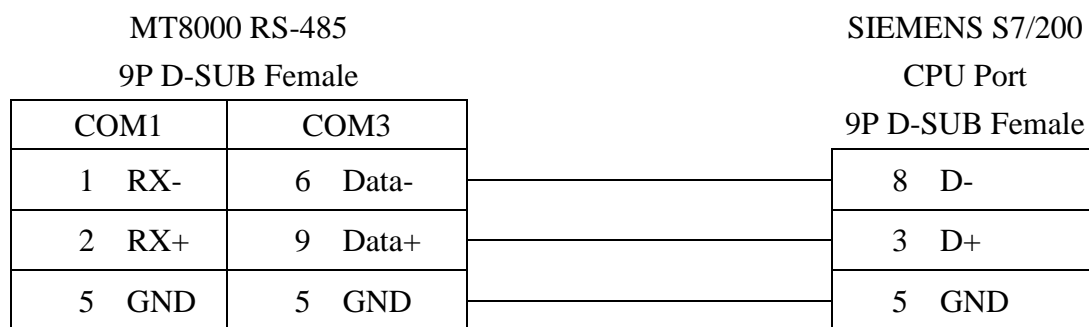 MT8000 RS-485 SIEMENS S7/200
9P D-SUB Female CPU Port
COM1 COM3 9P D-SUB Female
1 RX- 6 Data- 8 D-
2 RX+ 9 Data+ 3 D+
5 GND 5 GND 5 GND